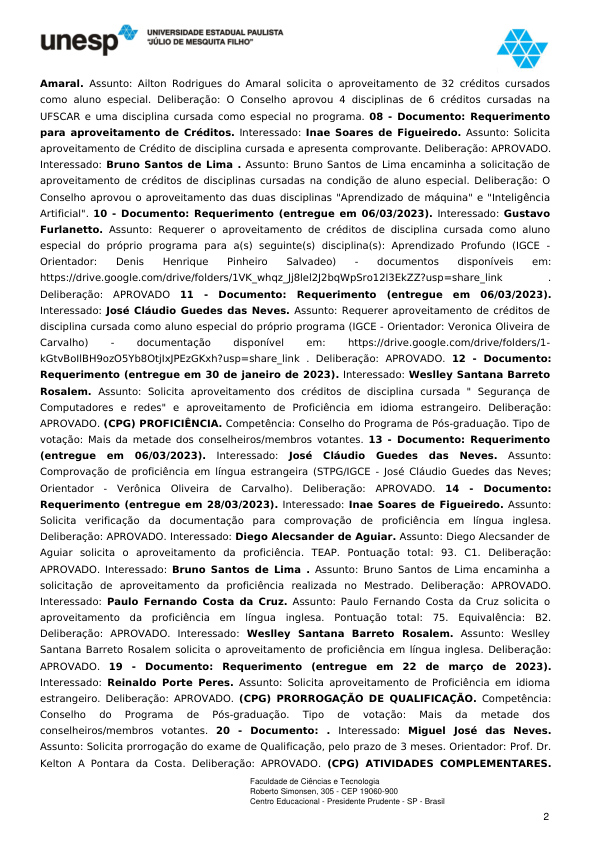 unesp
UNIVERSIDADE ESTADUAL PAULISTA
"JÚLIO DE MESQUITA FILHO"
Amaral. Assunto: Ailton Rodrigues do Amaral solicita o aproveitamento de 32 créditos cursados
como aluno especial. Deliberação: O Conselho aprovou 4 disciplinas de 6 créditos cursadas na
UFSCAR e uma disciplina cursada como especial no programa. 08 - Documento: Requerimento
para aproveitamento de Créditos. Interessado: Inae Soares de Figueiredo. Assunto: Solicita
aproveitamento de Crédito de disciplina cursada e apresenta comprovante. Deliberação: APROVADO.
Interessado: Bruno Santos de Lima . Assunto: Bruno Santos de Lima encaminha a solicitação de
aproveitamento de créditos de disciplinas cursadas na condição de aluno especial. Deliberação: O
Conselho aprovou o aproveitamento das duas disciplinas "Aprendizado de máquina" e "Inteligência
Artificial". 10 - Documento: Requerimento (entregue em 06/03/2023). Interessado: Gustavo
Furlanetto. Assunto: Requerer o aproveitamento de créditos de disciplina cursada como aluno
especial do próprio programa para a(s) seguinte(s) disciplina(s): Aprendizado Profundo (IGCE -
Orientador: Denis Henrique Pinheiro Salvadeo) - documentos disponíveis em:
https://drive.google.com/drive/folders/1VK_whqz_Jj8lel2J2bqWpSro12l3EkZZ?usp=share_link .
Deliberação: APROVADO 11 - Documento: Requerimento (entregue em 06/03/2023).
Interessado: José Cláudio Guedes das Neves. Assunto: Requerer aproveitamento de créditos de
disciplina cursada como aluno especial do próprio programa (IGCE - Orientador: Veronica Oliveira de
Carvalho) - documento disponível em: https://drive.google.com/drive/folders/1-
kGtvBollBH9ozO5Yb8OtjIxJPEzGKxh?usp=share_link . Deliberação: APROVADO. 12 - Documento:
Requerimento (entregue em 30 de janeiro de 2023). Interessado: Weslley Santana Barreto
Rosalem. Assunto: Solicita aproveitamento dos créditos de disciplina cursada " Segurança de
Computadores e redes" e aproveitamento de Proficiência em idioma estrangeiro. Deliberação:
APROVADO. (CPG) PROFICIÊNCIA. Competência: Conselho do Programa de Pós-graduação. Tipo de
votação: Mais da metade dos conselheiros/membros votantes. 13 - Documento: Requerimento
(entregue em 06/03/2023). Interessado: José Cláudio Guedes das Neves. Assunto:
Comprovação de proficiência em língua estrangeira (STPG/IGCE - José Cláudio Guedes das Neves;
Orientador - Verônica Oliveira de Carvalho). Deliberação: APROVADO. 14 - Documento:
Requerimento (entregue em 28/03/2023). Interessado: Inae Soares de Figueiredo. Assunto:
Solicita verificação da documentação para comprovação de proficiência em língua inglesa.
Deliberação: APROVADO. Interessado: Diego Alecsander de Aguiar. Assunto: Diego Alecsander de
Aguiar solicita o aproveitamento da proficiência. TEAP. Pontuação total: 93. C1. Deliberação:
APROVADO. Interessado: Bruno Santos de Lima . Assunto: Bruno Santos de Lima encaminha a
solicitação de aproveitamento da proficiência realizada no Mestrado. Deliberação: APROVADO.
Interessado: Paulo Fernando Costa da Cruz. Assunto: Paulo Fernando Costa da Cruz solicita o
aproveitamento da proficiência em língua inglesa. Pontuação total: 75. Equivalência: B2.
Deliberação: APROVADO. Interessado: Weslley Santana Barreto Rosalem. Assunto: Weslley
Santana Barreto Rosalem solicita o aproveitamento de proficiência em língua inglesa. Deliberação:
APROVADO. 19 - Documento: Requerimento (entregue em 22 de março de 2023).
Interessado: Reinaldo Porte Peres. Assunto: Solicita aproveitamento de Proficiência em idioma
estrangeiro. Deliberação: APROVADO. (CPG) PRORROGAÇÃO DE QUALIFICAÇÃO. Competência:
Conselho do Programa de Pós-graduação. Tipo de votação: Mais da metade dos
conselheiros/membros votantes. 20 - Documento: . Interessado: Miguel José das Neves.
Assunto: Solicita prorrogação do exame de Qualificação, pelo prazo de 3 meses. Orientador: Prof. Dr.
Kelton A Pontara da Costa. Deliberação: APROVADO. (CPG) ATIVIDADES COMPLEMENTARES.
Faculdade de Ciências e Tecnologia
Roberto Simonsen, 305 - CEP 19060-900
Centro Educacional - Presidente Prudente - SP - Brasil
2